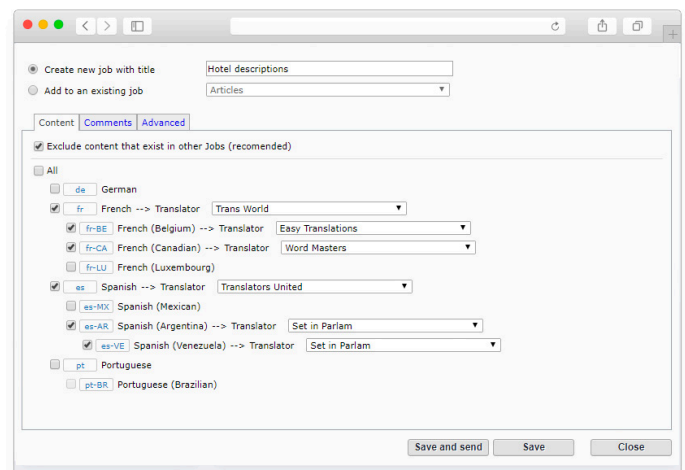 Create new job with title Hotel descriptions
Add to an existing job Articles
Content Comments Advanced
Exclude content that exist in other Jobs (recomended)
All
de German
fr French --> Translator Trans World
fr-BE French (Belgium) --> Translator Easy Translations
fr-CA French (Canadian) --> Translator Word Masters
fr-LU French (Luxembourg)
es Spanish --> Translator Translators United
es-MX Spanish (Mexican)
es-AR Spanish (Argentina) --> Translator Set in Parlam
es-VE Spanish (Venezuela) --> Translator Set in Parlam
pt Portuguese
pt-BR Portuguese (Brazilian)
Save and send Save Close